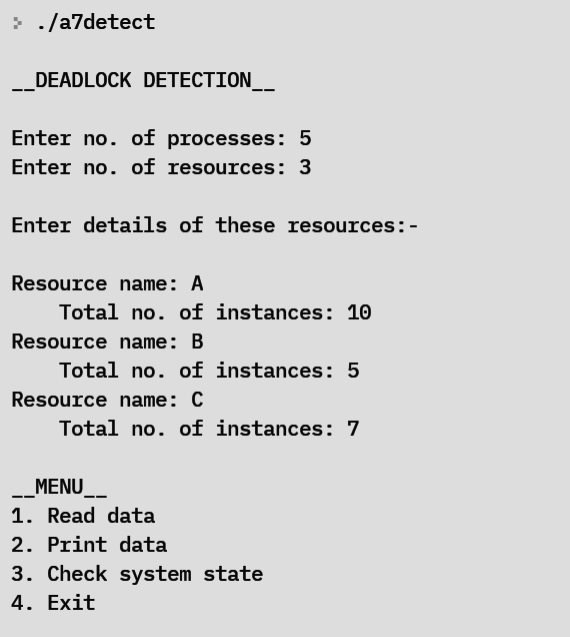 > ./a7detect
__DEADLOCK DETECTION__
Enter no. of processes: 5
Enter no. of resources: 3
Enter details of these resources:-
Resource name: A
    Total no. of instances: 10
Resource name: B
    Total no. of instances: 5
Resource name: C
    Total no. of instances: 7
__MENU__
1. Read data
2. Print data
3. Check system state
4. Exit